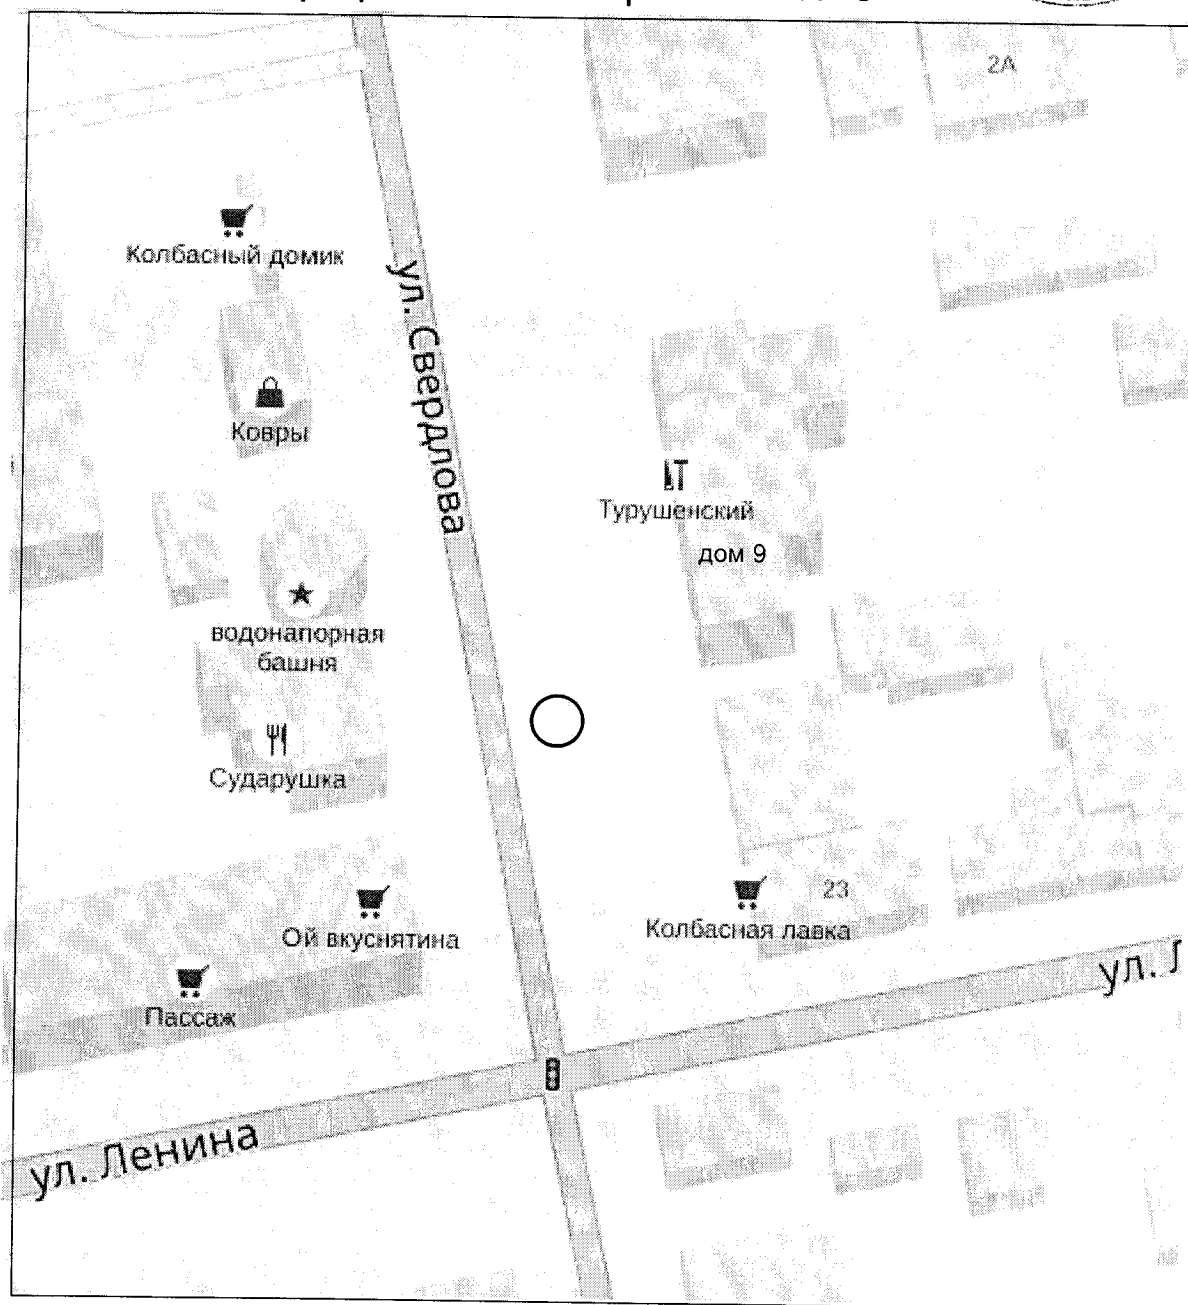 2А
Колбасный домик
ул. Свердлова
Ковры
Турушенский
дом 9
водонапорная
башня
Сударушка
23
Ой вкуснятина
Колбасная лавка
ул. Л
Пассаж
ул. Ленина